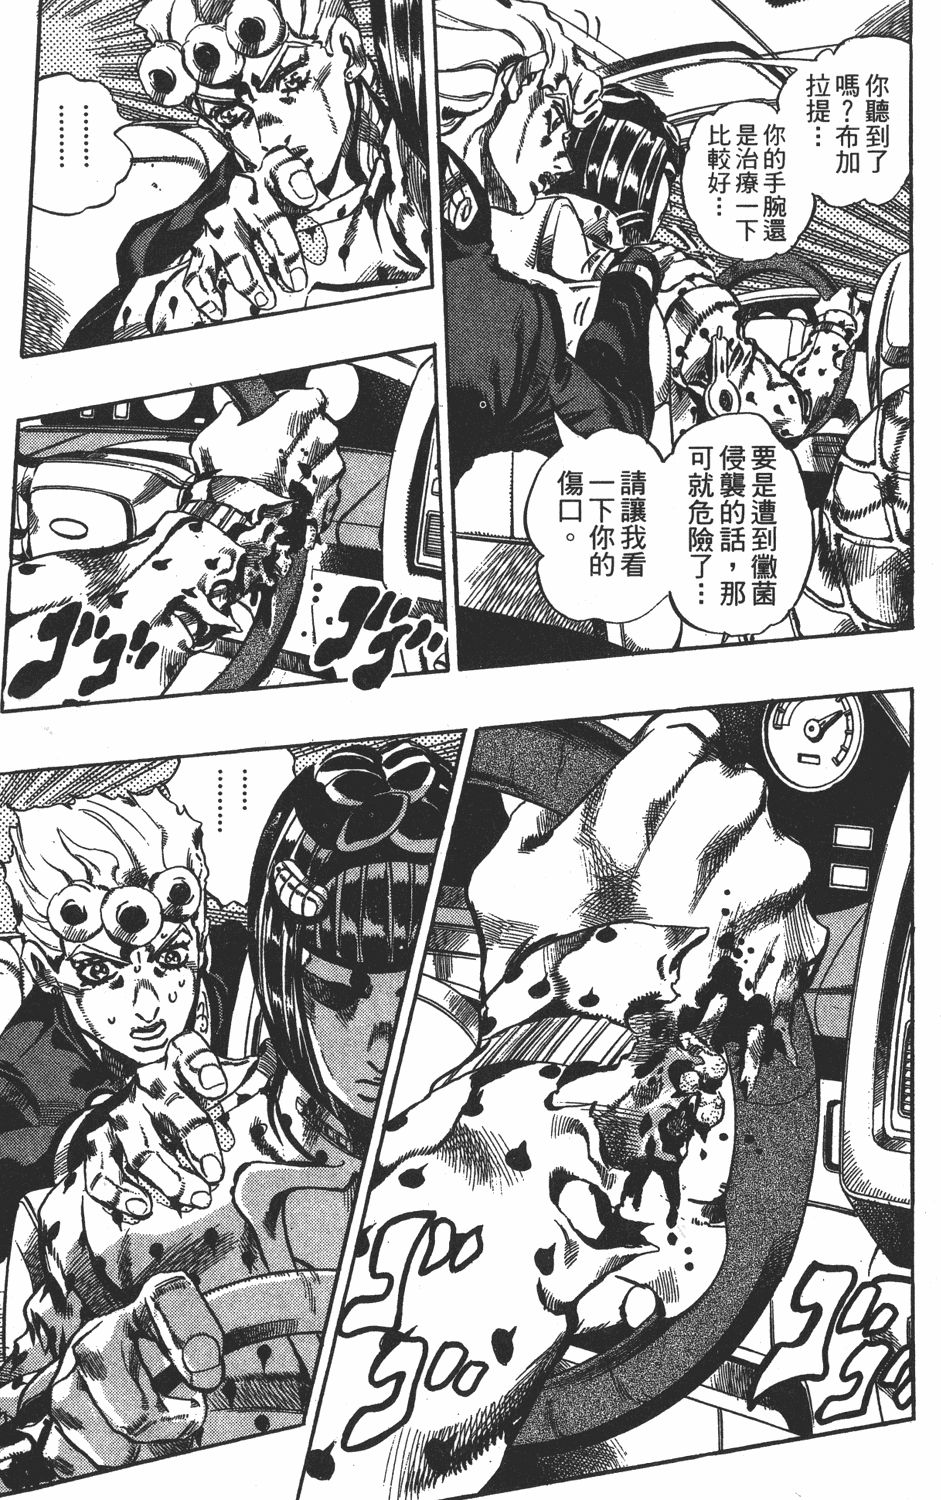 你聽到了
嗎？布加
拉提…
你的手腕還
是治療一下
比較好…
要是遭到黴菌
侵襲的話，那
可就危險了…
請讓我看
一下你的
傷口。
………
ゴゴ
ゴゴゴ
ゴゴ
ゴゴ
………
………